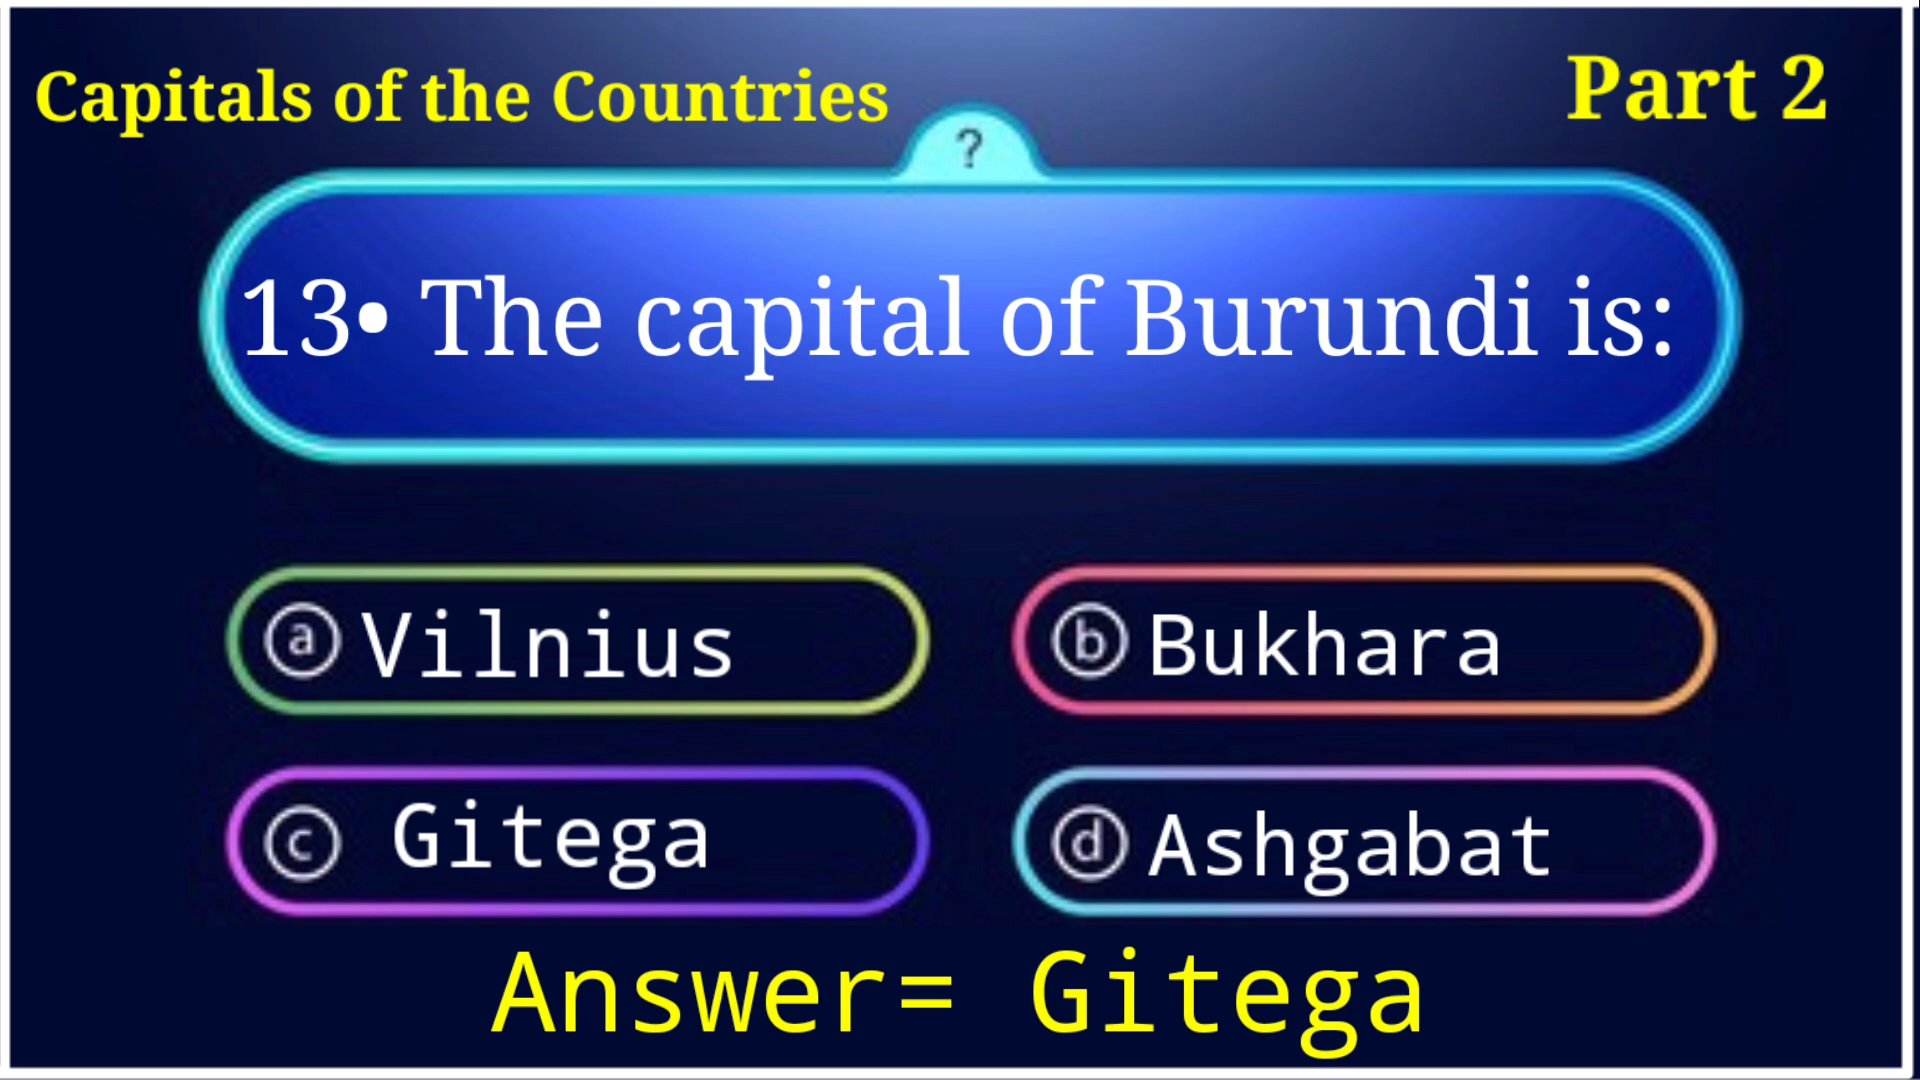 Capitals of the Countries
Part 2
?
13• The capital of Burundi is:
ⓐ Vilnius
ⓑ Bukhara
ⓒ Gitega
ⓓ Ashgabat
Answer= Gitega